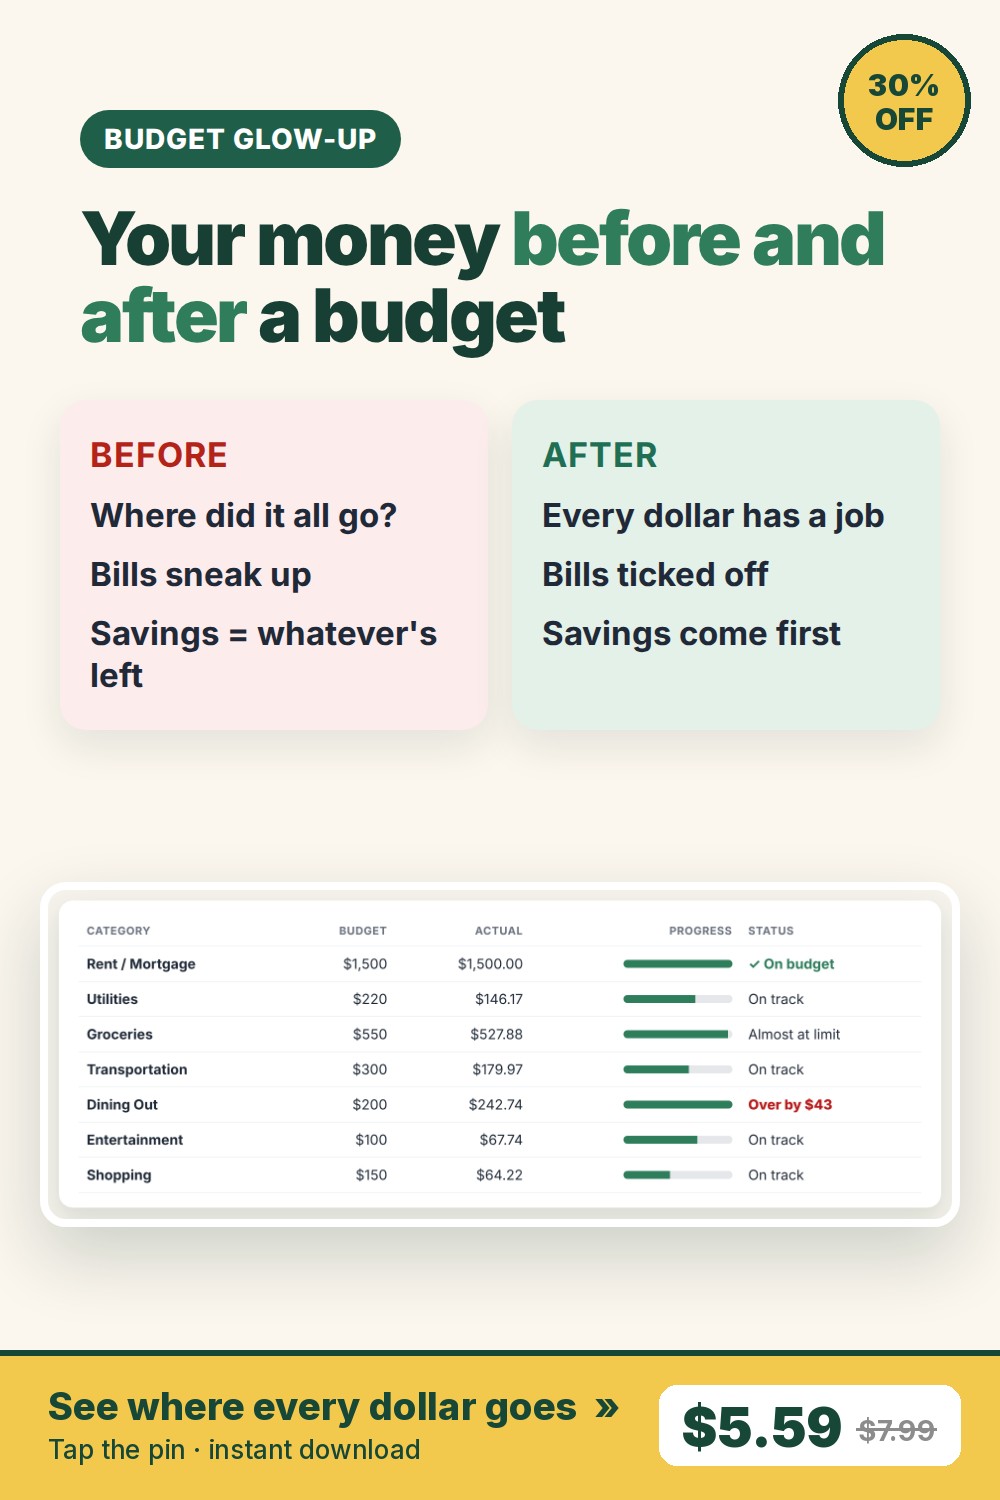 30%
OFF
BUDGET GLOW-UP
Your money before and
after a budget
BEFORE
Where did it all go?
Bills sneak up
Savings = whatever's
left
AFTER
Every dollar has a job
Bills ticked off
Savings come first
CATEGORY BUDGET ACTUAL PROGRESS STATUS
Rent / Mortgage $1,500 $1,500.00 ✓ On budget
Utilities $220 $146.17 On track
Groceries $550 $527.88 Almost at limit
Transportation $300 $179.97 On track
Dining Out $200 $242.74 Over by $43
Entertainment $100 $67.74 On track
Shopping $150 $64.22 On track
See where every dollar goes »
Tap the pin · instant download
$5.59 $7.99